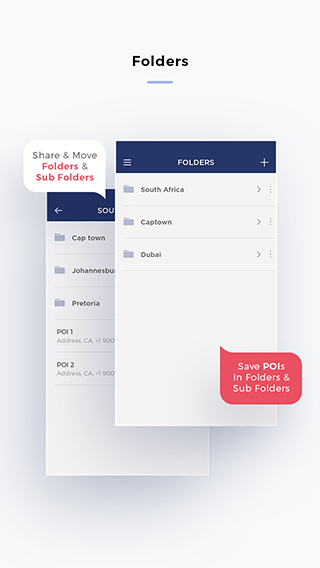 Folders
Share & Move
Folders &
Sub Folders
FOLDERS
South Africa
Captown
Dubai
SOU
Cap town
Johannesbu
Pretoria
POI 1
Address, CA, +1 900
POI 2
Address, CA, +1 900
Save POIs
in Folders &
Sub Folders